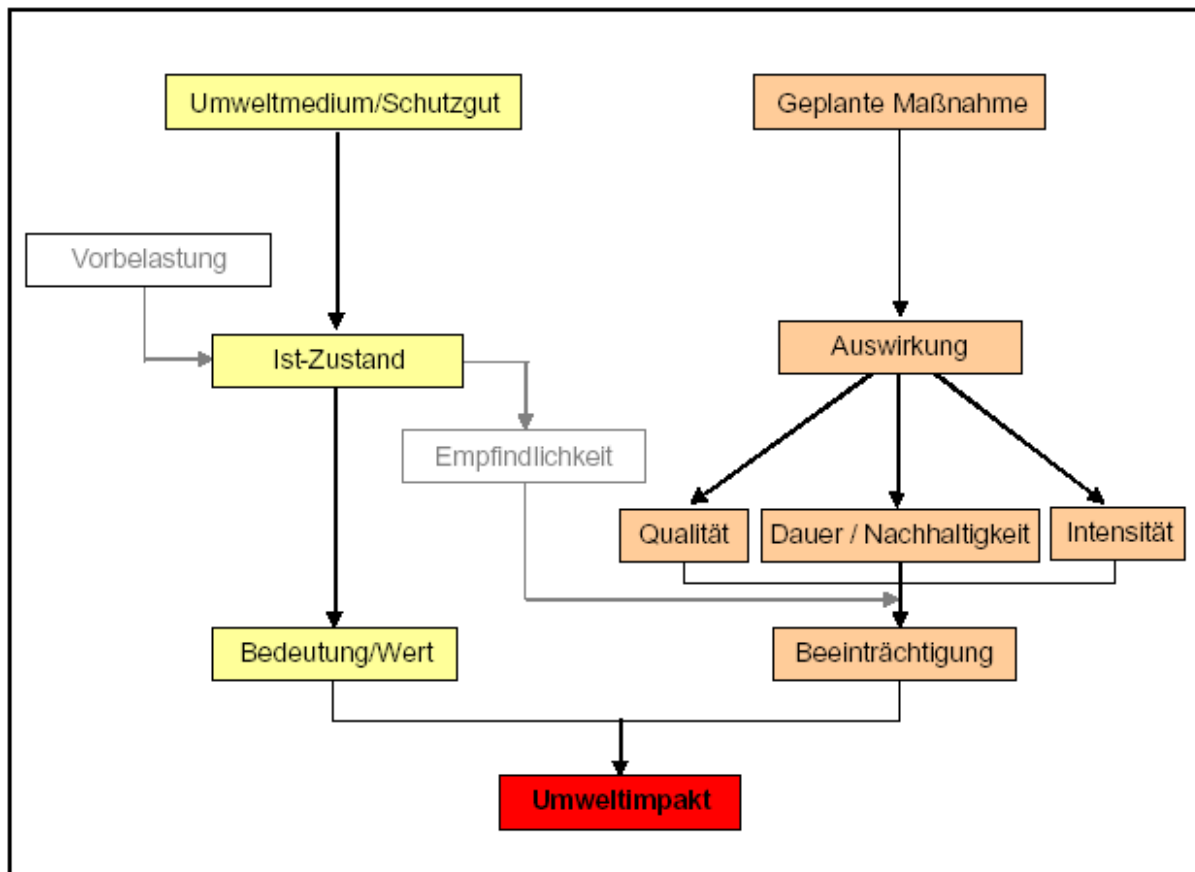 Umweltmedium/Schutzgut
Geplante Maßnahme
Vorbelastung
Ist-Zustand
Auswirkung
Empfindlichkeit
Qualität
Dauer / Nachhaltigkeit
Intensität
Bedeutung/Wert
Beeinträchtigung
Umweltimpakt